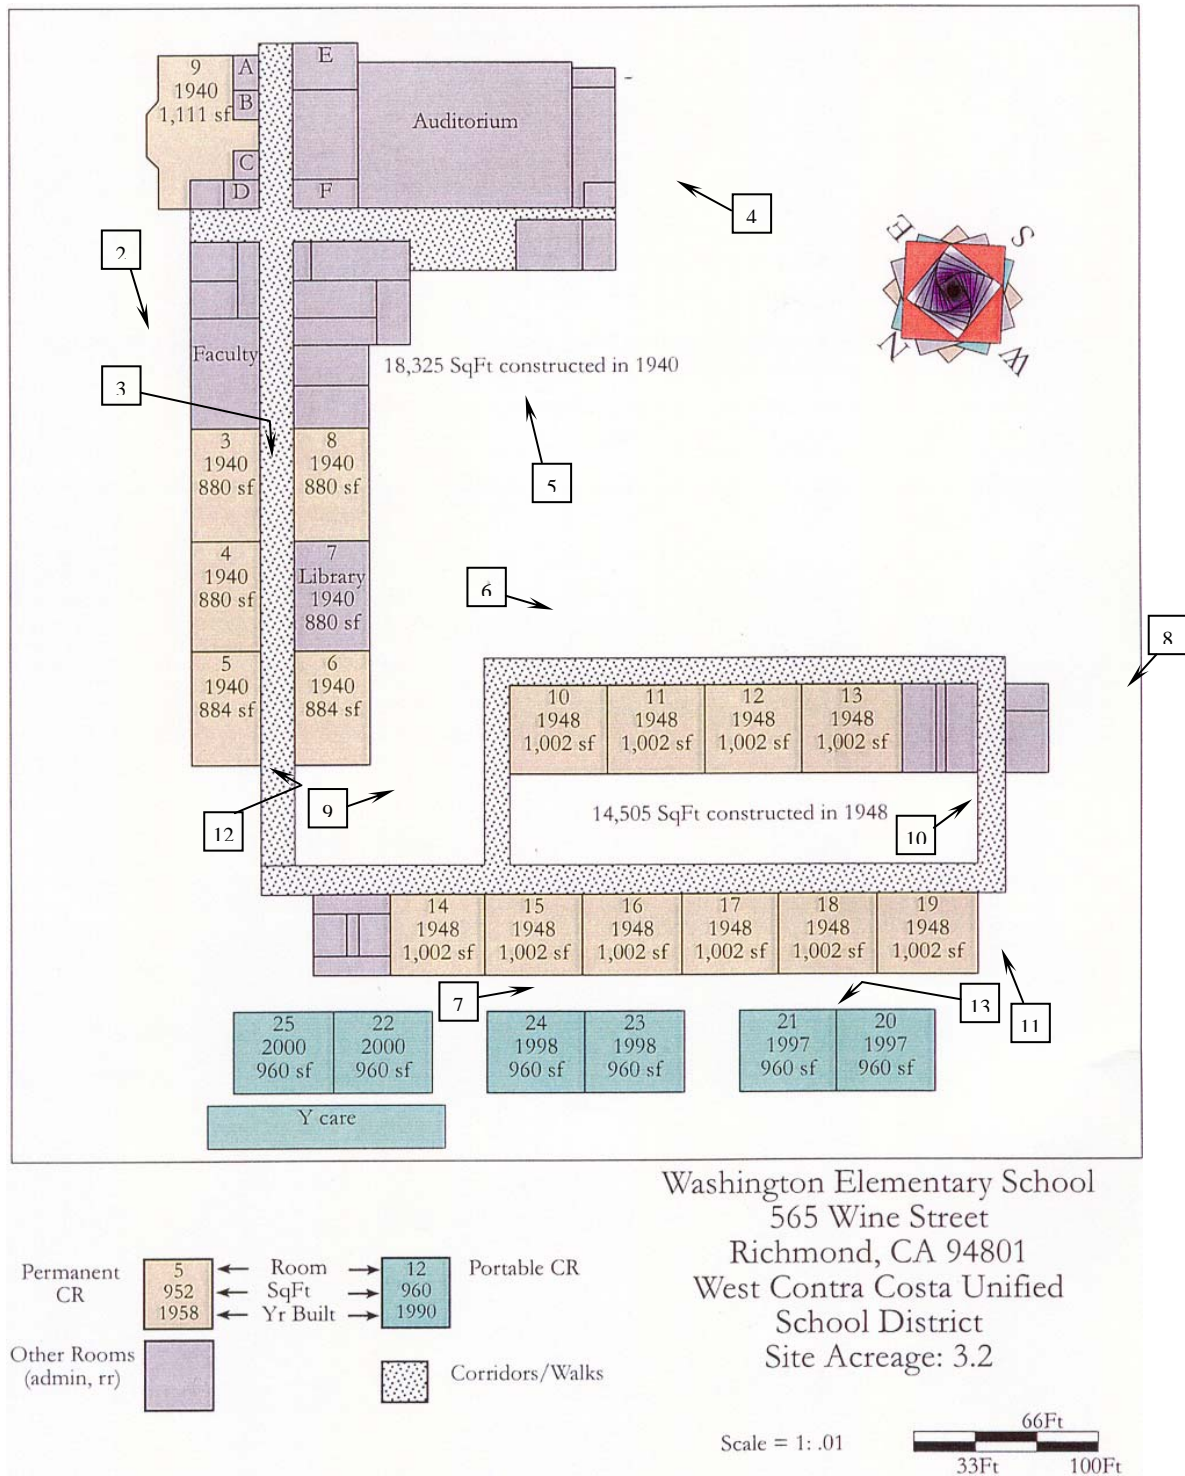 9
1940
1,111 sf
A
B
C
D
E
F
Auditorium
4
2
3
E
S
N
W
Faculty
18,325 SqFt constructed in 1940
5
3
1940
880 sf
8
1940
880 sf
4
1940
880 sf
7
Library
1940
880 sf
5
1940
884 sf
6
1940
884 sf
6
8
10
1948
1,002 sf
11
1948
1,002 sf
12
1948
1,002 sf
13
1948
1,002 sf
14,505 SqFt constructed in 1948
12
9
10
14
1948
1,002 sf
15
1948
1,002 sf
16
1948
1,002 sf
17
1948
1,002 sf
18
1948
1,002 sf
19
1948
1,002 sf
7
13
11
25
2000
960 sf
22
2000
960 sf
24
1998
960 sf
23
1998
960 sf
21
1997
960 sf
20
1997
960 sf
Y care
Washington Elementary School
565 Wine Street
Richmond, CA 94801
West Contra Costa Unified
School District
Site Acreage: 3.2
Permanent
CR
5
952
1958
Room
SqFt
Yr Built
12
960
1990
Portable CR
Other Rooms
(admin, rr)
Corridors/Walks
Scale = 1: .01
66Ft
33Ft
100Ft